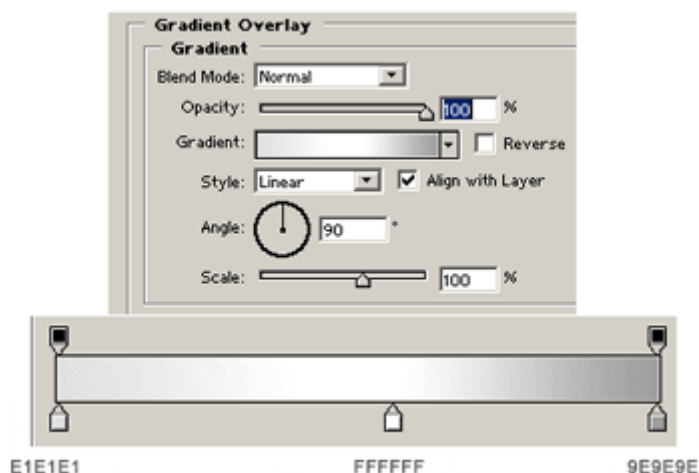 Gradient Overlay
Gradient
Blend Mode: Normal
Opacity: 100 %
Gradient: Reverse
Style: Linear Align with Layer
Angle: 90 °
Scale: 100 %
E1E1E1 FFFFFF 9E9E9E